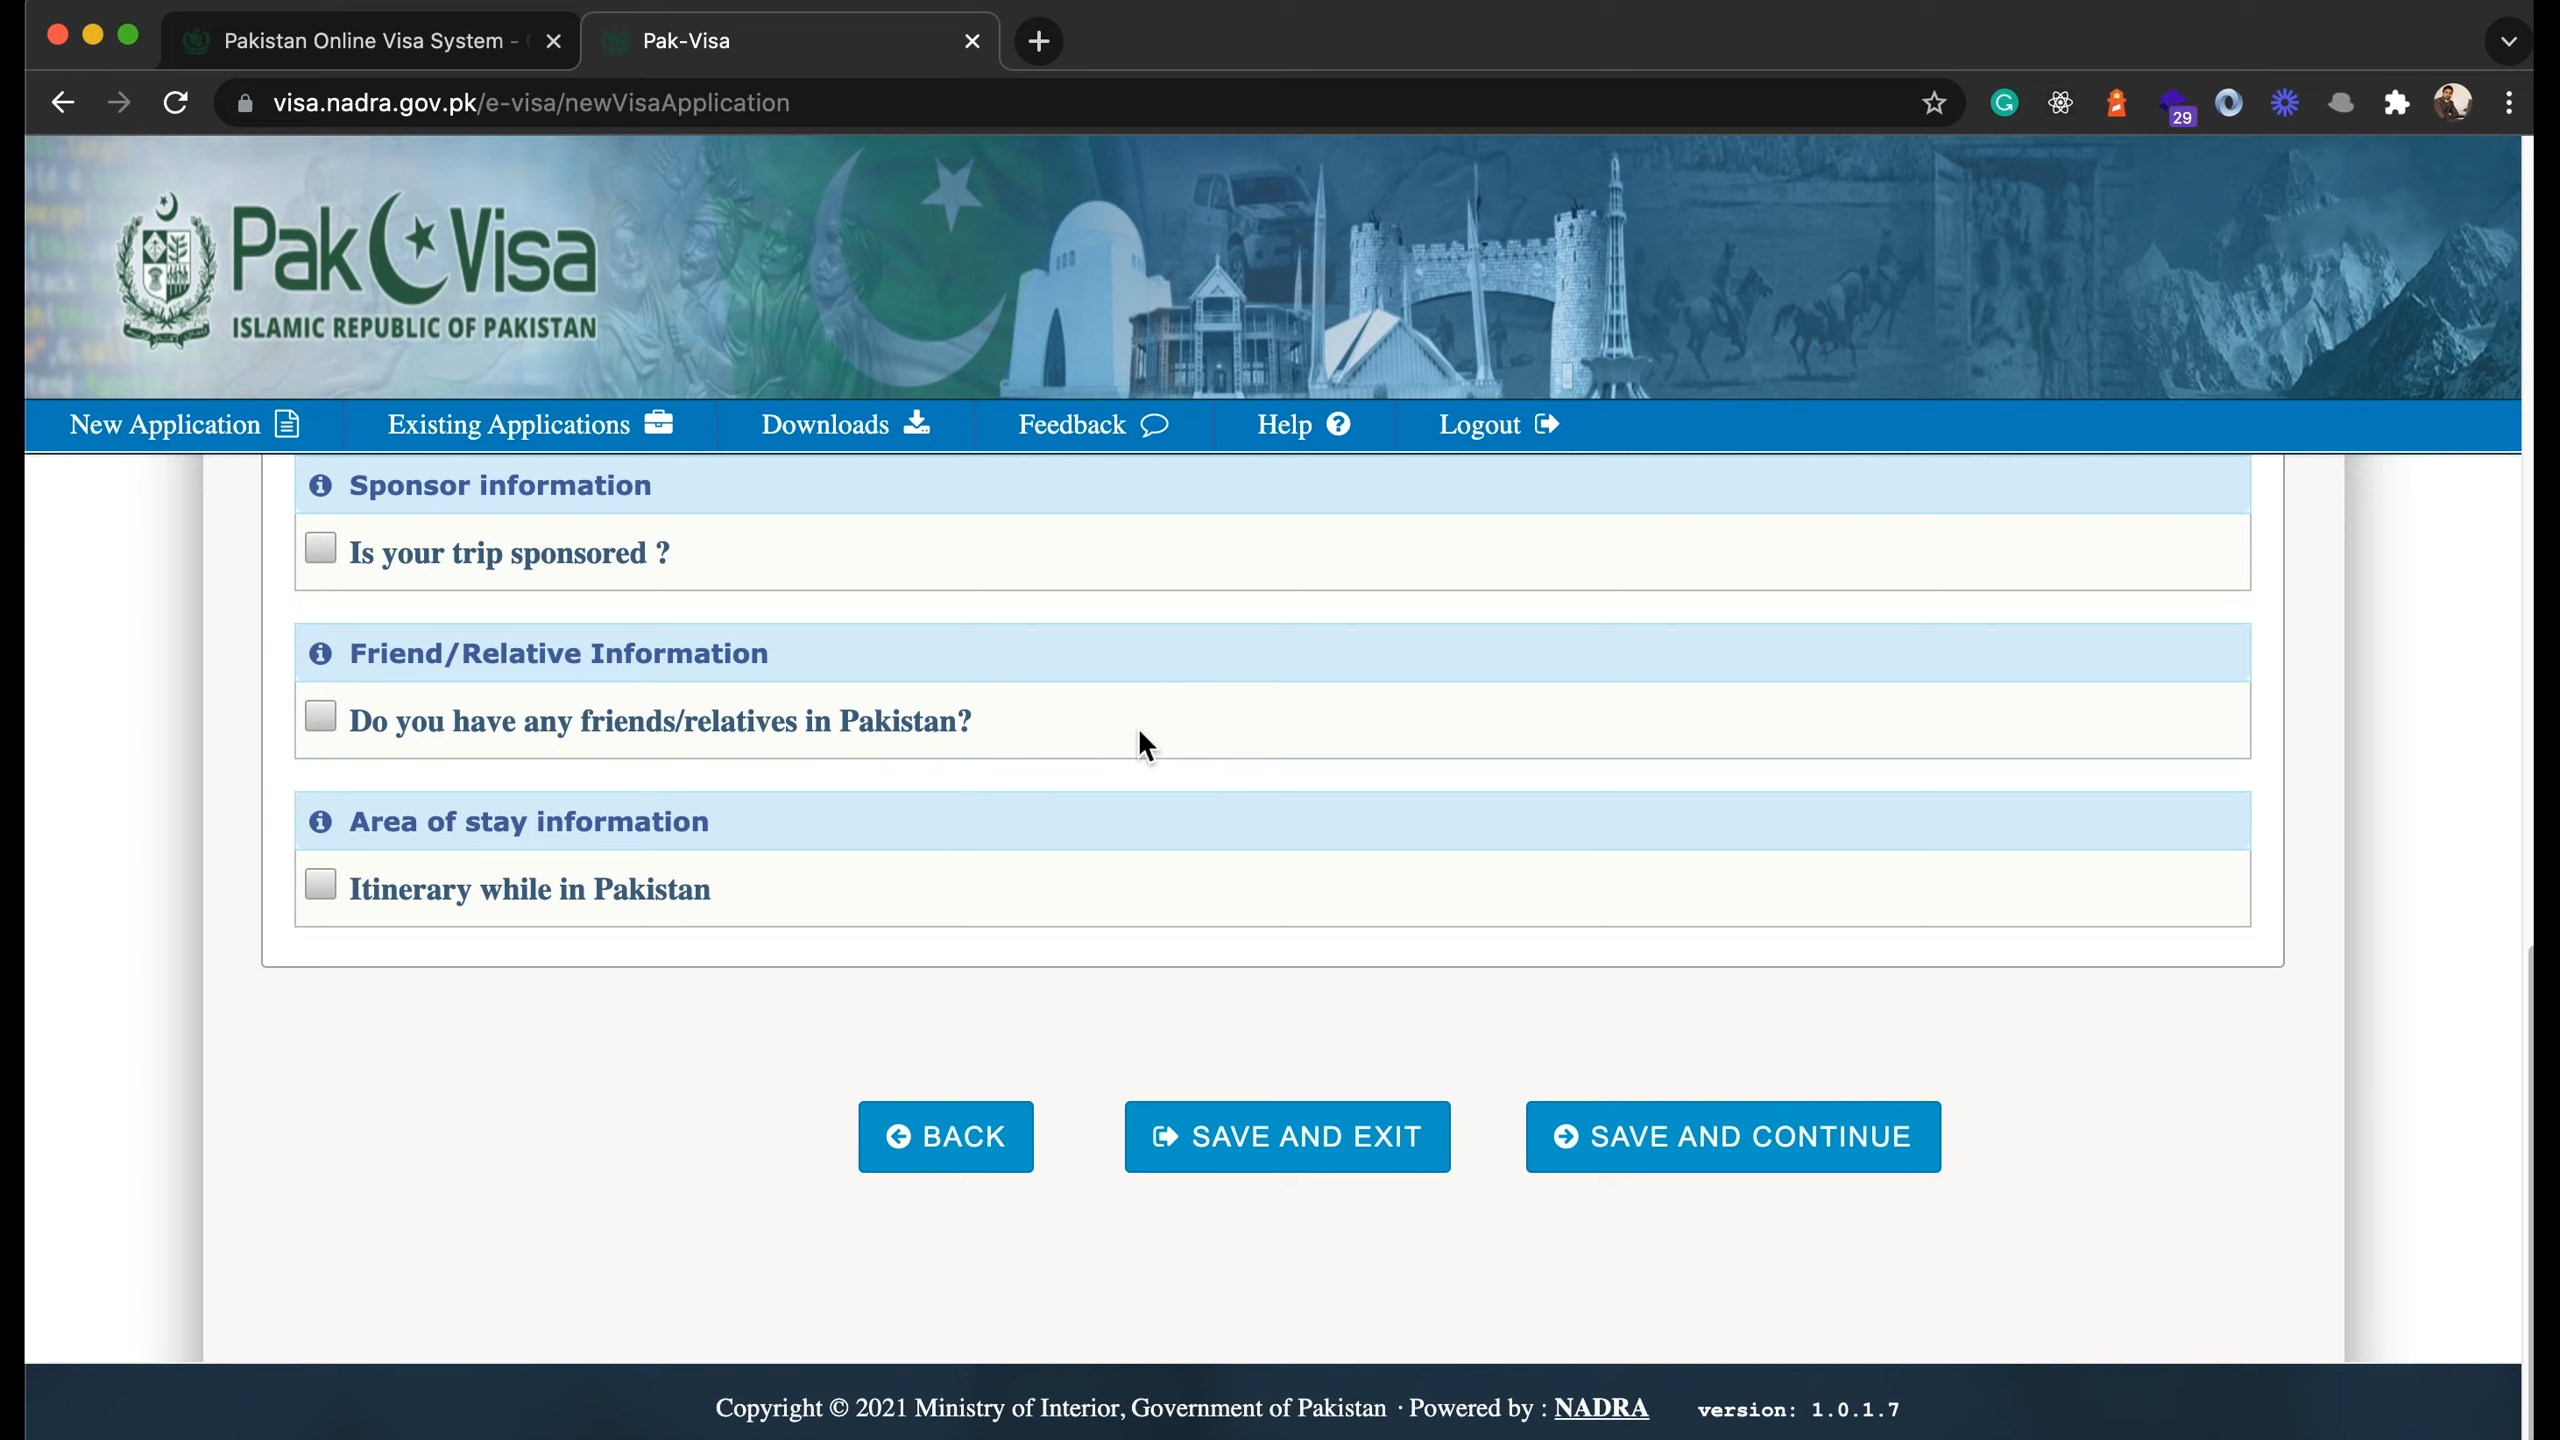 Pakistan Online Visa System -
Pak-Visa
visa.nadra.gov.pk/e-visa/newVisaApplication
29
Pak Visa
ISLAMIC REPUBLIC OF PAKISTAN
New Application
Existing Applications
Downloads
Feedback
Help
Logout
Sponsor information
Is your trip sponsored ?
Friend/Relative Information
Do you have any friends/relatives in Pakistan?
Area of stay information
Itinerary while in Pakistan
BACK
SAVE AND EXIT
SAVE AND CONTINUE
Copyright © 2021 Ministry of Interior, Government of Pakistan · Powered by : NADRA version: 1.0.1.7